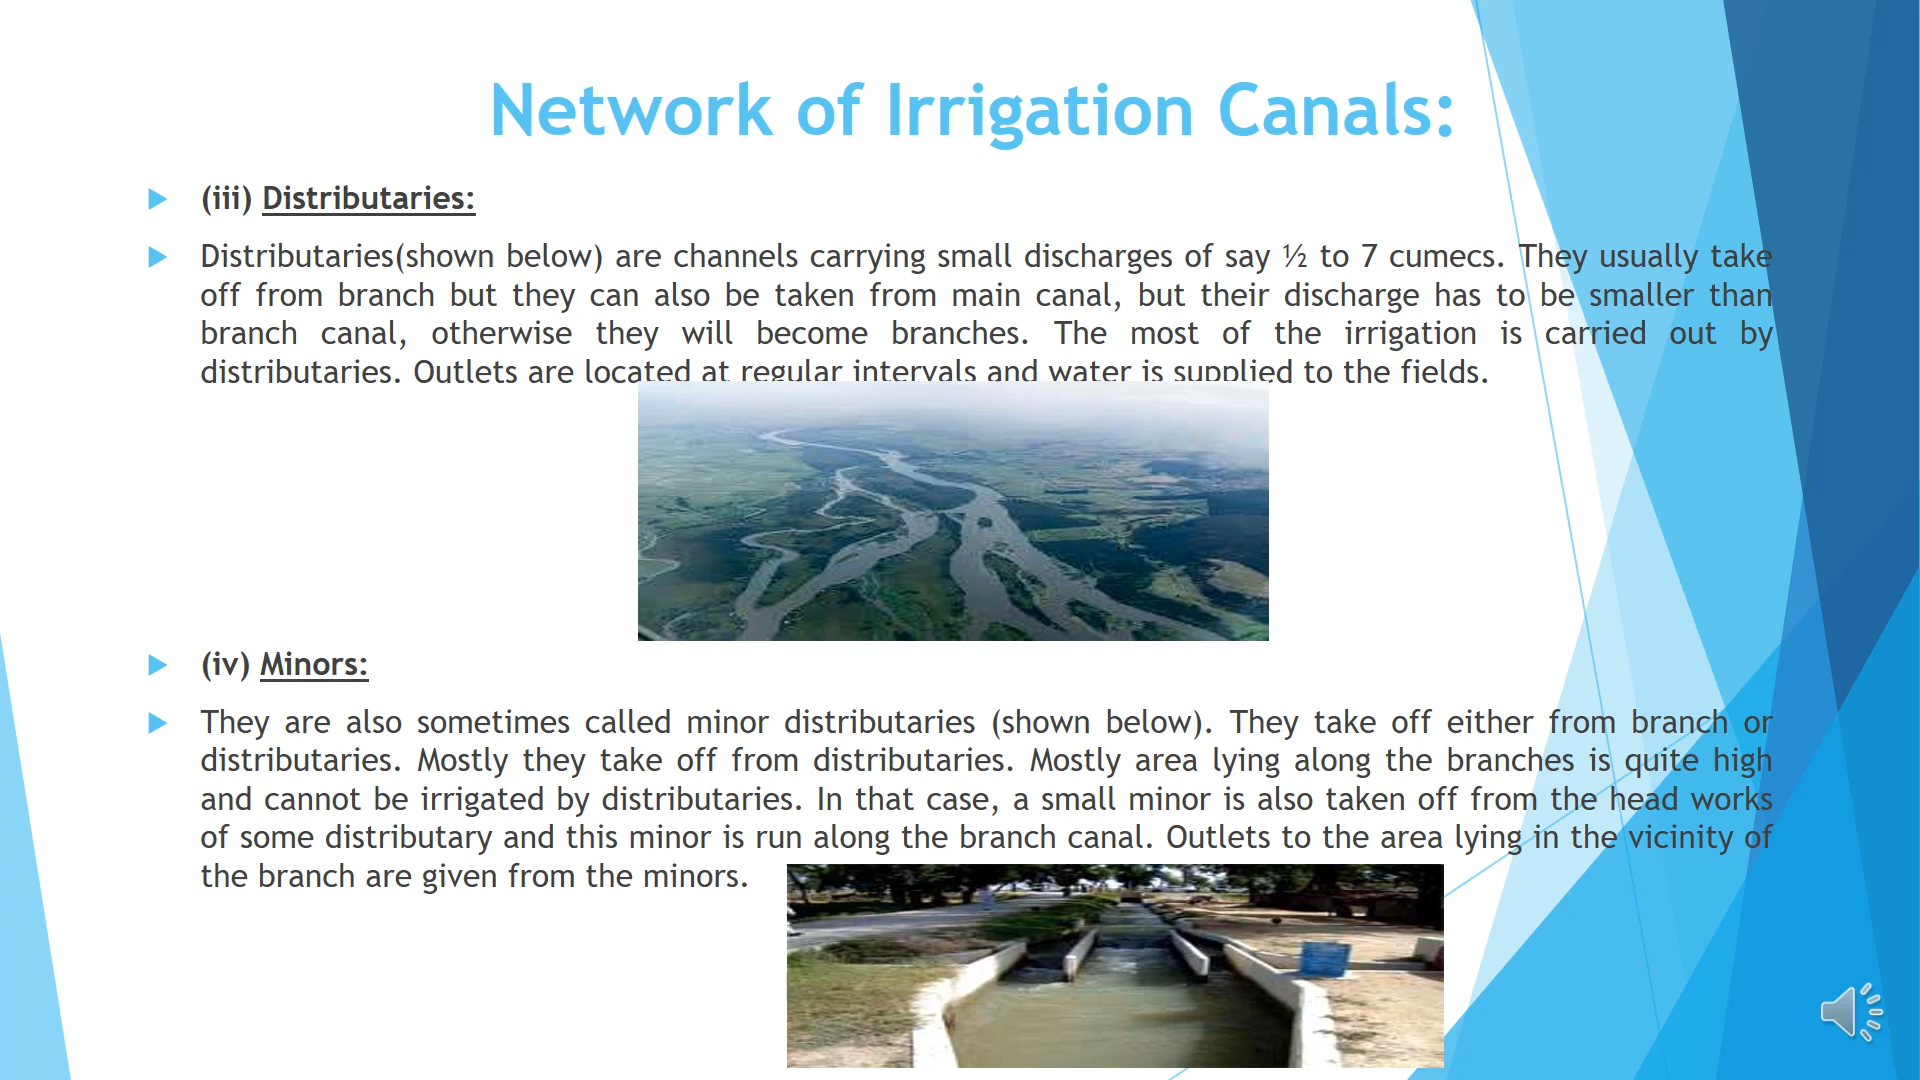 Network of Irrigation Canals:
(iii) Distributaries:
Distributaries(shown below) are channels carrying small discharges of say ½ to 7 cumecs. They usually take
off from branch but they can also be taken from main canal, but their discharge has to be smaller than
branch canal, otherwise they will become branches. The most of the irrigation is carried out by
distributaries. Outlets are located at regular intervals and water is supplied to the fields.
(iv) Minors:
They are also sometimes called minor distributaries (shown below). They take off either from branch or
distributaries. Mostly they take off from distributaries. Mostly area lying along the branches is quite high
and cannot be irrigated by distributaries. In that case, a small minor is also taken off from the head works
of some distributary and this minor is run along the branch canal. Outlets to the area lying in the vicinity of
the branch are given from the minors.